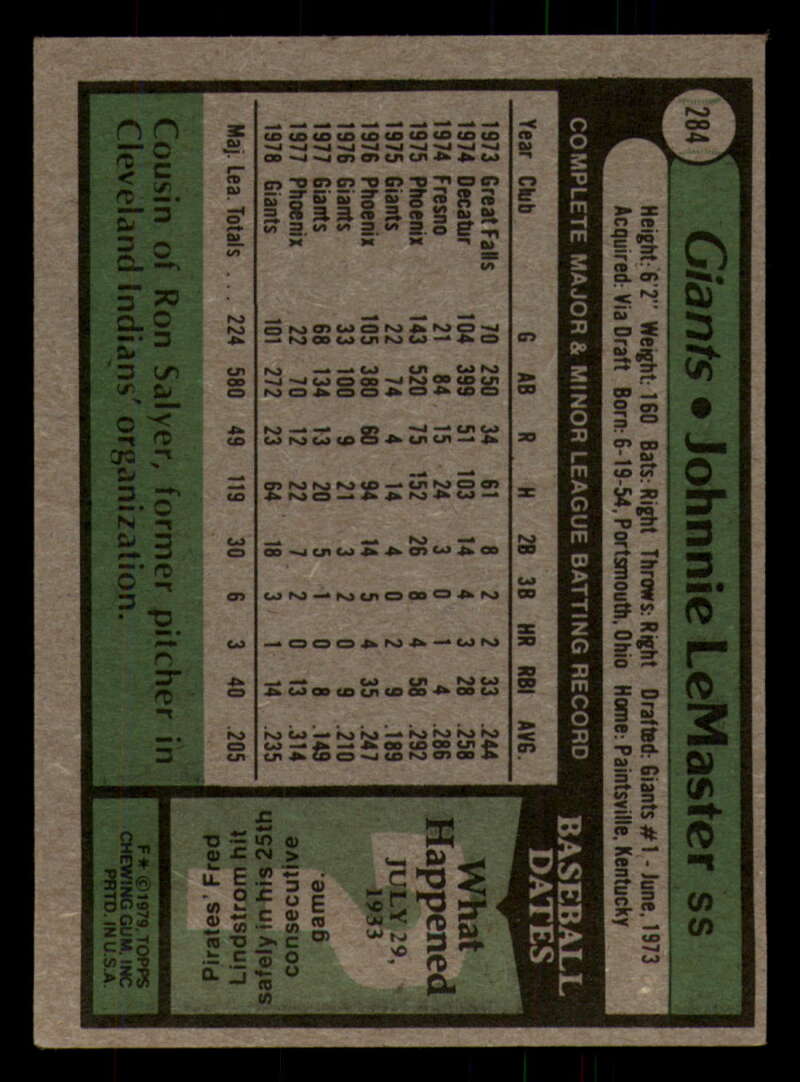 284
Giants • Johnnie LeMaster ss
Height: 6'2" Weight: 160 Bats: Right Throws: Right Drafted: Giants #1 - June, 1973
Acquired: Via Draft Born: 6-19-54, Portsmouth, Ohio Home: Paintsville, Kentucky
COMPLETE MAJOR & MINOR LEAGUE BATTING RECORD
Year Club G AB R H 2B 3B HR RBI AVG.
1973 Great Falls 70 250 34 61 8 2 2 33 .244
1974 Decatur 104 399 51 103 14 4 3 28 .258
1974 Fresno 21 84 15 24 3 0 1 4 .286
1975 Phoenix 143 520 75 152 26 8 4 58 .292
1975 Giants 22 74 4 14 4 0 2 9 .189
1976 Phoenix 105 380 60 94 14 5 4 35 .247
1976 Giants 33 100 9 21 3 2 0 9 .210
1977 Giants 68 134 13 20 5 1 0 8 .149
1977 Phoenix 22 70 12 22 7 2 0 13 .314
1978 Giants 101 272 23 64 18 3 1 14 .235
Maj. Lea. Totals . . . 224 580 49 119 30 6 3 40 .205
Cousin of Ron Salyer, former pitcher in
Cleveland Indians' organization.
BASEBALL
DATES
What
Happened
JULY 29,
1933
?
Pirates' Fred
Lindstrom hit
safely in his 25th
consecutive
game.
F* ©1979, TOPPS
CHEWING GUM, INC
PRTD. IN U.S.A.